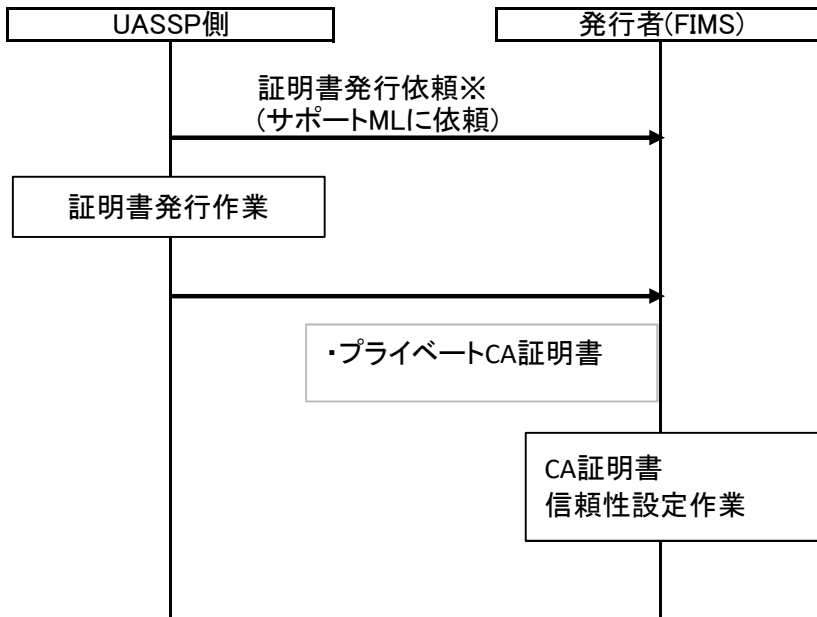 UASSP側
発行者(FIMS)
証明書発行依頼※
(サポートMLに依頼)
証明書発行作業
・プライベートCA証明書
CA証明書
信頼性設定作業